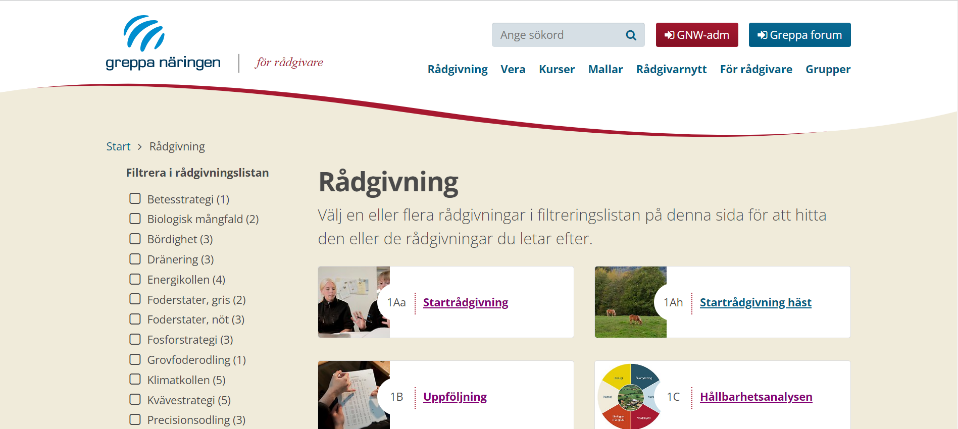 greppa näringen
för rådgivare
Ange sökord
GNW-adm
Greppa forum
Rådgivning Vera Kurser Mallar Rådgivarnytt För rådgivare Grupper
Start > Rådgivning
Filtrera i rådgivningslistan
Betesstrategi (1)
Biologisk mångfald (2)
Bördighet (3)
Dränering (3)
Energikollen (4)
Foderstater, gris (2)
Foderstater, nöt (3)
Fosforstrategi (3)
Grovfoderodling (1)
Klimatkollen (5)
Kvävestrategi (5)
Precisionsodling (3)
Rådgivning
Välj en eller flera rådgivningar i filtreringslistan på denna sida för att hitta
den eller de rådgivningar du letar efter.
1Aa Startrådgivning
1Ah Startrådgivning häst
1B Uppföljning
1C Hållbarhetsanalysen